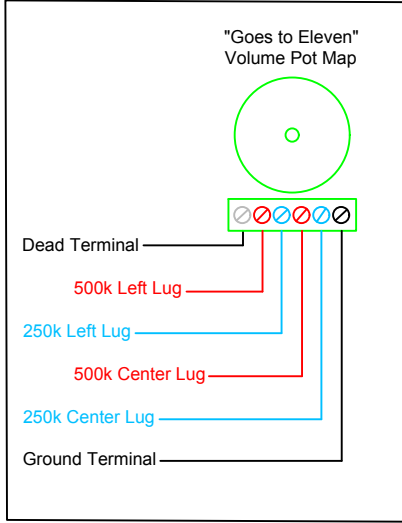 "Goes to Eleven"
Volume Pot Map
Dead Terminal
500k Left Lug
250k Left Lug
500k Center Lug
250k Center Lug
Ground Terminal